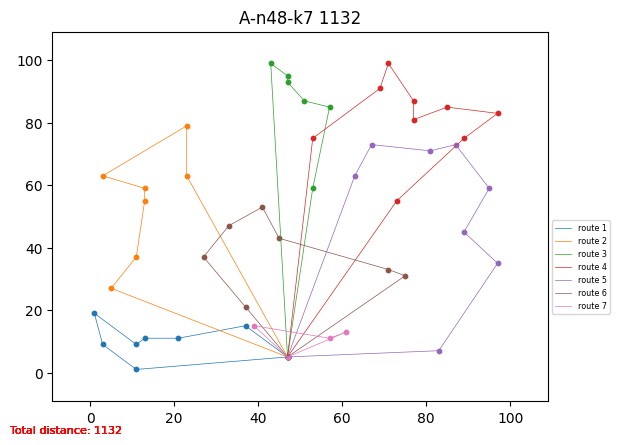 A-n48-k7 1132
100
80
60
40
20
0
0 20 40 60 80 100
route 1
route 2
route 3
route 4
route 5
route 6
route 7
Total distance: 1132